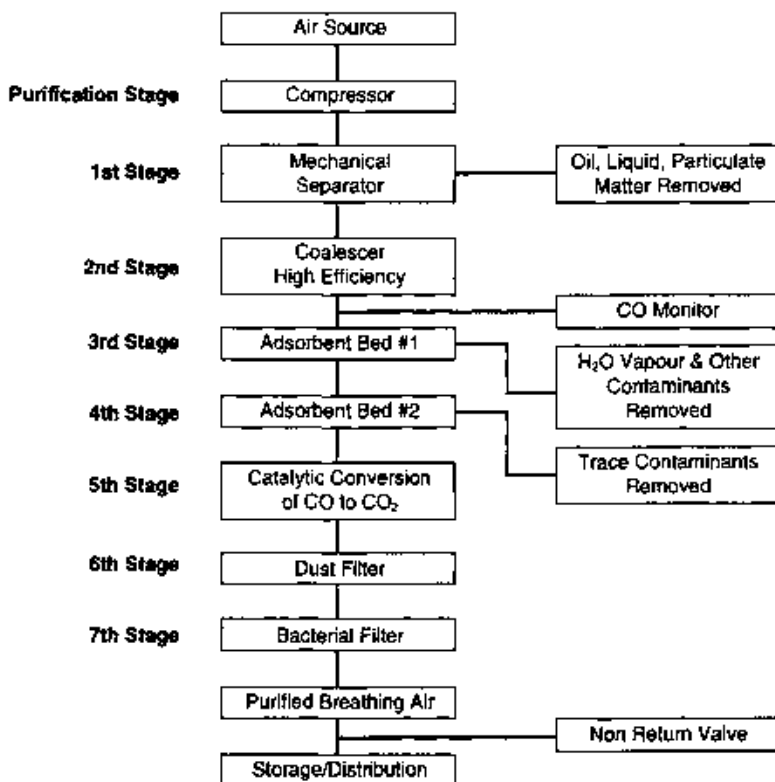 Air Source
Purification Stage
Compressor
1st Stage
Mechanical
Separator
Oil, Liquid, Particulate
Matter Removed
2nd Stage
Coalescer
High Efficiency
CO Monitor
3rd Stage
Adsorbent Bed #1
H₂O Vapour & Other
Contaminants
Removed
4th Stage
Adsorbent Bed #2
Trace Contaminants
Removed
5th Stage
Catalytic Conversion
of CO to CO₂
6th Stage
Dust Filter
7th Stage
Bacterial Filter
Purified Breathing Air
Non Return Valve
Storage/Distribution